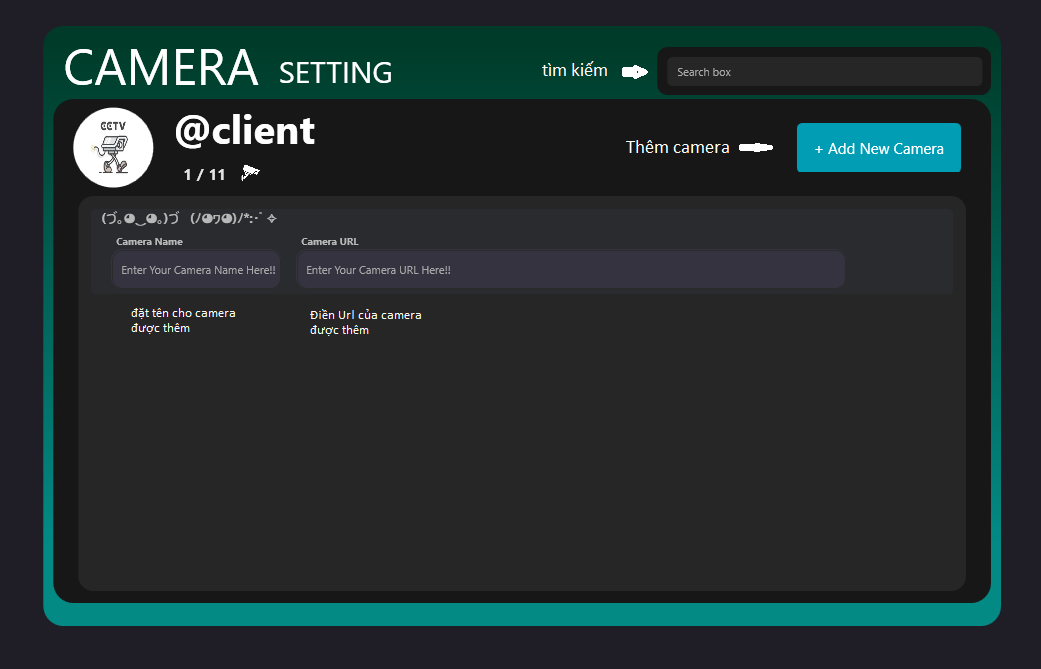 CAMERA SETTING
tìm kiếm
Search box
CCTV
@client
1 / 11
Thêm camera
+ Add New Camera
(づ｡◕‿◕｡)づ (ﾉ◕ヮ◕)ﾉ*:･ﾟ✧
Camera Name
Camera URL
Enter Your Camera Name Here!!
Enter Your Camera URL Here!!
đặt tên cho camera
được thêm
Điền Url của camera
được thêm